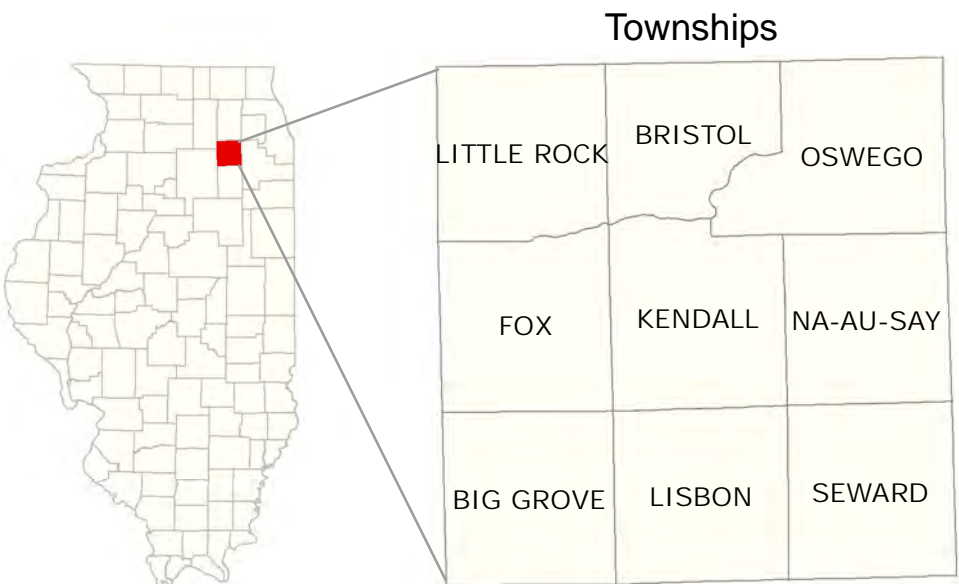 Townships
LITTLE ROCK
BRISTOL
OSWEGO
FOX
KENDALL
NA-AU-SAY
BIG GROVE
LISBON
SEWARD